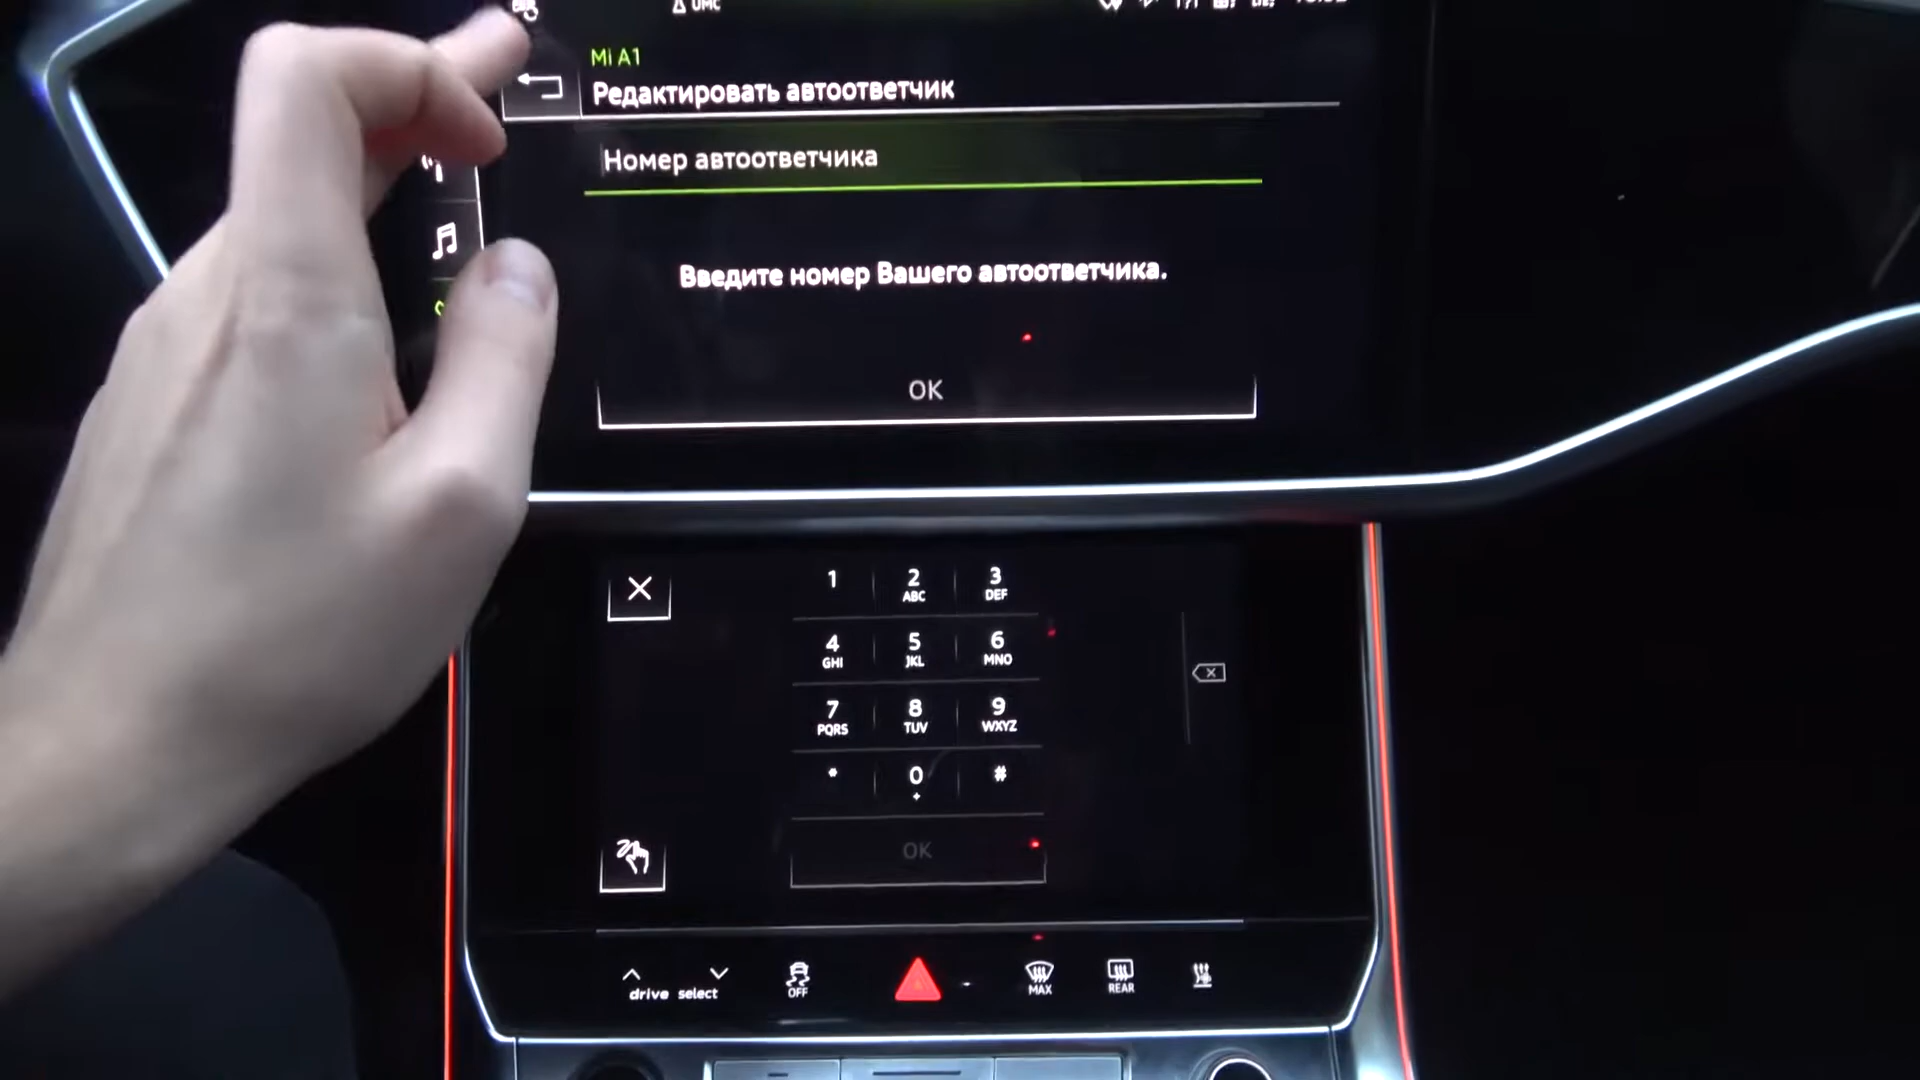 Mi A1
Редактировать автоответчик
Номер автоответчика
Введите номер Вашего автоответчика.
OK
1 2 3
ABC DEF
4 5 6
GHI JKL MNO
7 8 9
PQRS TUV WXYZ
* 0 #
+
OK
drive select
OFF
MAX
REAR